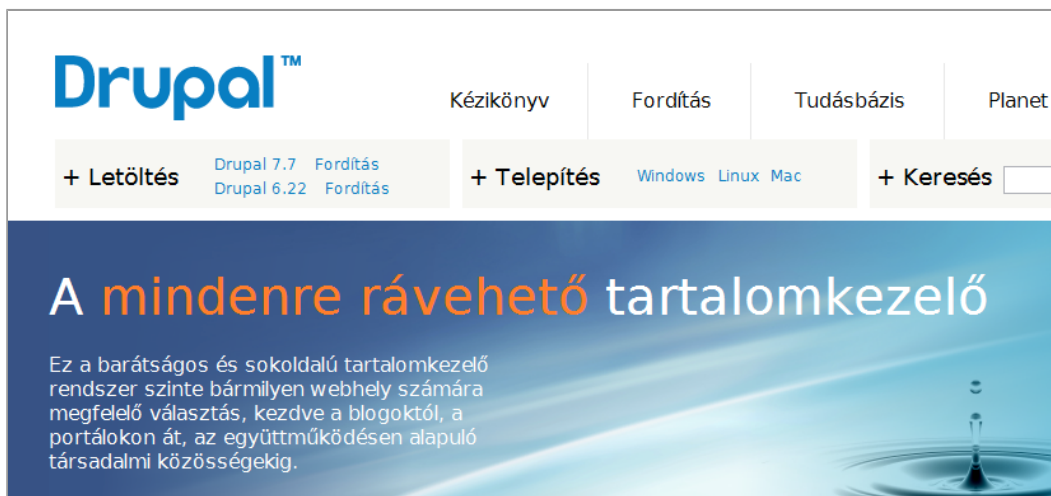 Drupal™
Kézikönyv Fordítás Tudásbázis Planet
+ Letöltés
Drupal 7.7 Fordítás
Drupal 6.22 Fordítás
+ Telepítés
Windows Linux Mac
+ Keresés
A mindenre rávehető tartalomkezelő
Ez a barátságos és sokoldalú tartalomkezelő
rendszer szinte bármilyen webhely számára
megfelelő választás, kezdve a blogoktól, a
portálokon át, az együttműködésen alapuló
társadalmi közösségekig.